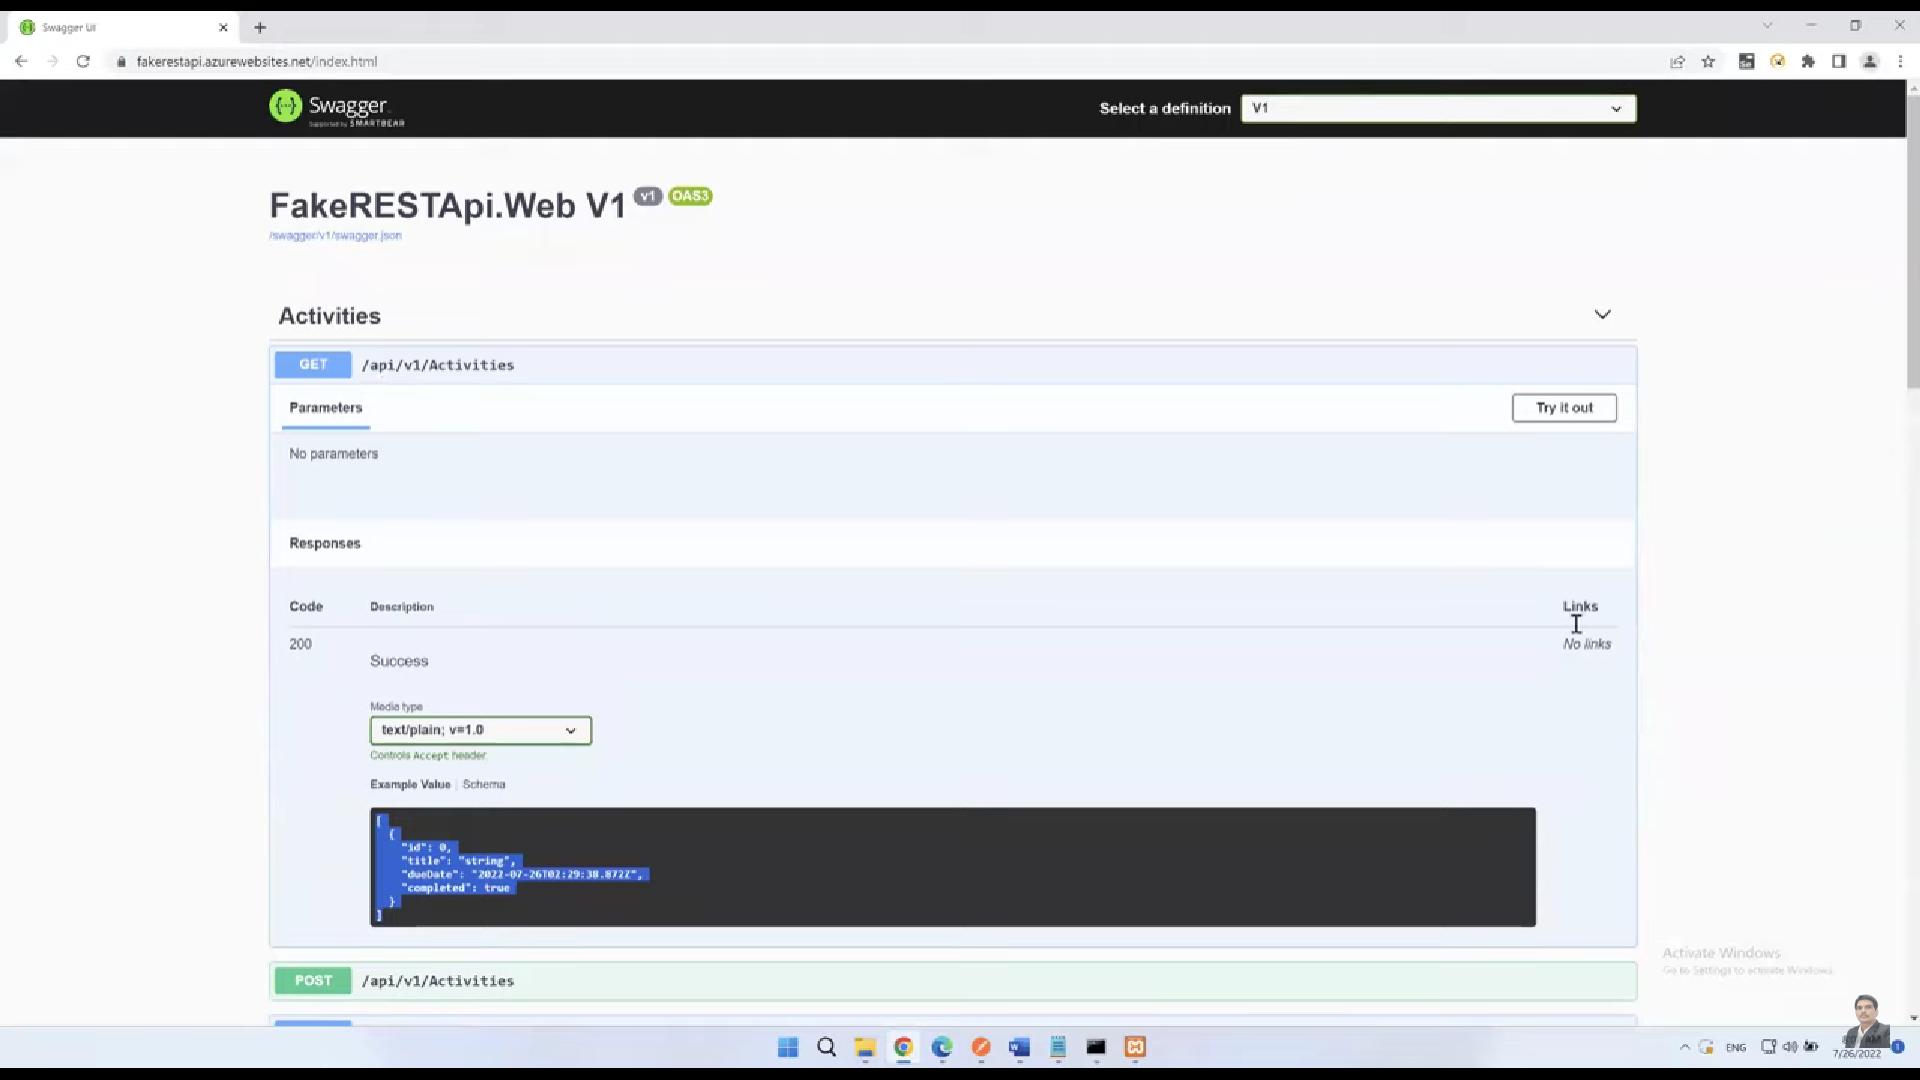 Swagger UI
fakerestapi.azurewebsites.net/index.html
Swagger
Supported by SMARTBEAR
Select a definition
V1
FakeRESTApi.Web V1
v1
OAS3
/swagger/v1/swagger.json
Activities
GET
/api/v1/Activities
Parameters
Try it out
No parameters
Responses
Code
Description
Links
200
Success
No links
Media type
text/plain; v=1.0
Controls Accept header.
Example Value
Schema
[
{
"id": 0,
"title": "string",
"dueDate": "2022-07-26T02:29:38.872Z",
"completed": true
}
]
POST
/api/v1/Activities
Activate Windows
Go to Settings to activate Windows.
ENG
7/26/2022
1